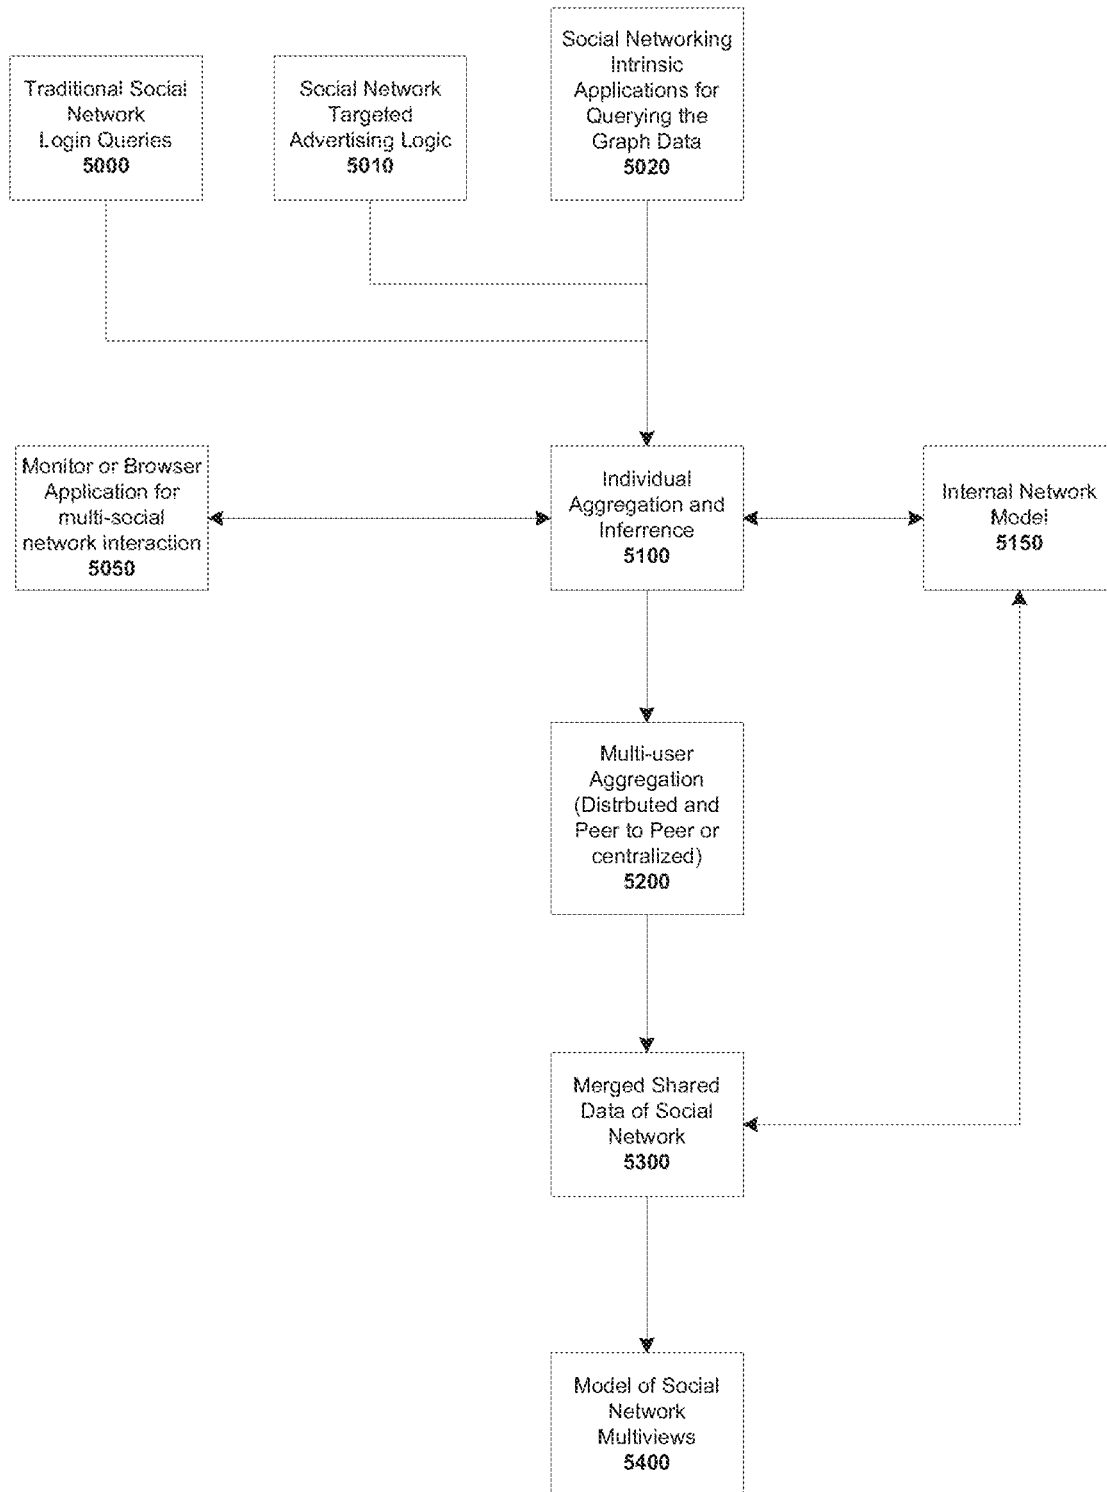 Traditional Social
Network
Login Queries
5000
Social Network
Targeted
Advertising Logic
5010
Social Networking
Intrinsic
Applications for
Querying the
Graph Data
5020
Monitor or Browser
Application for
multi-social
network interaction
5050
Individual
Aggregation and
Inferrence
5100
Internal Network
Model
5150
Multi-user
Aggregation
(Distrbuted and
Peer to Peer or
centralized)
5200
Merged Shared
Data of Social
Network
5300
Model of Social
Network
Multiviews
5400